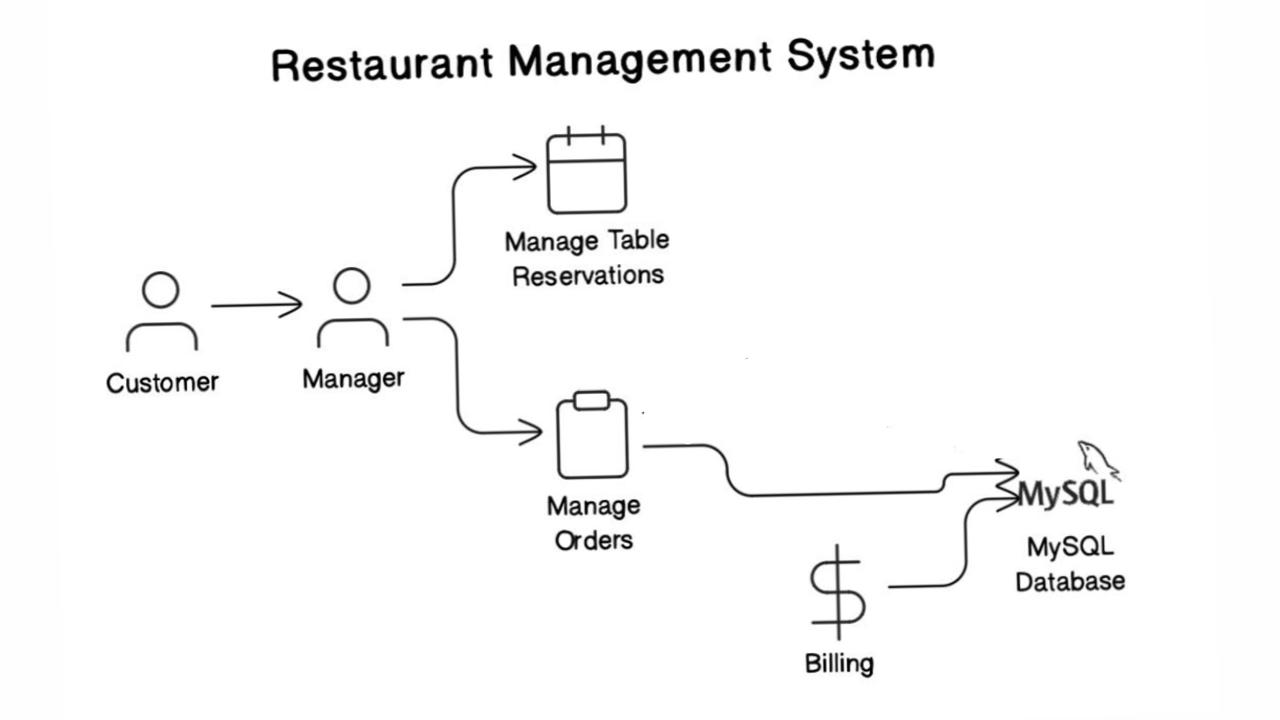 Restaurant Management System
Manage Table
Reservations
Customer
Manager
Manage
Orders
MySQL
MySQL
Database
Billing